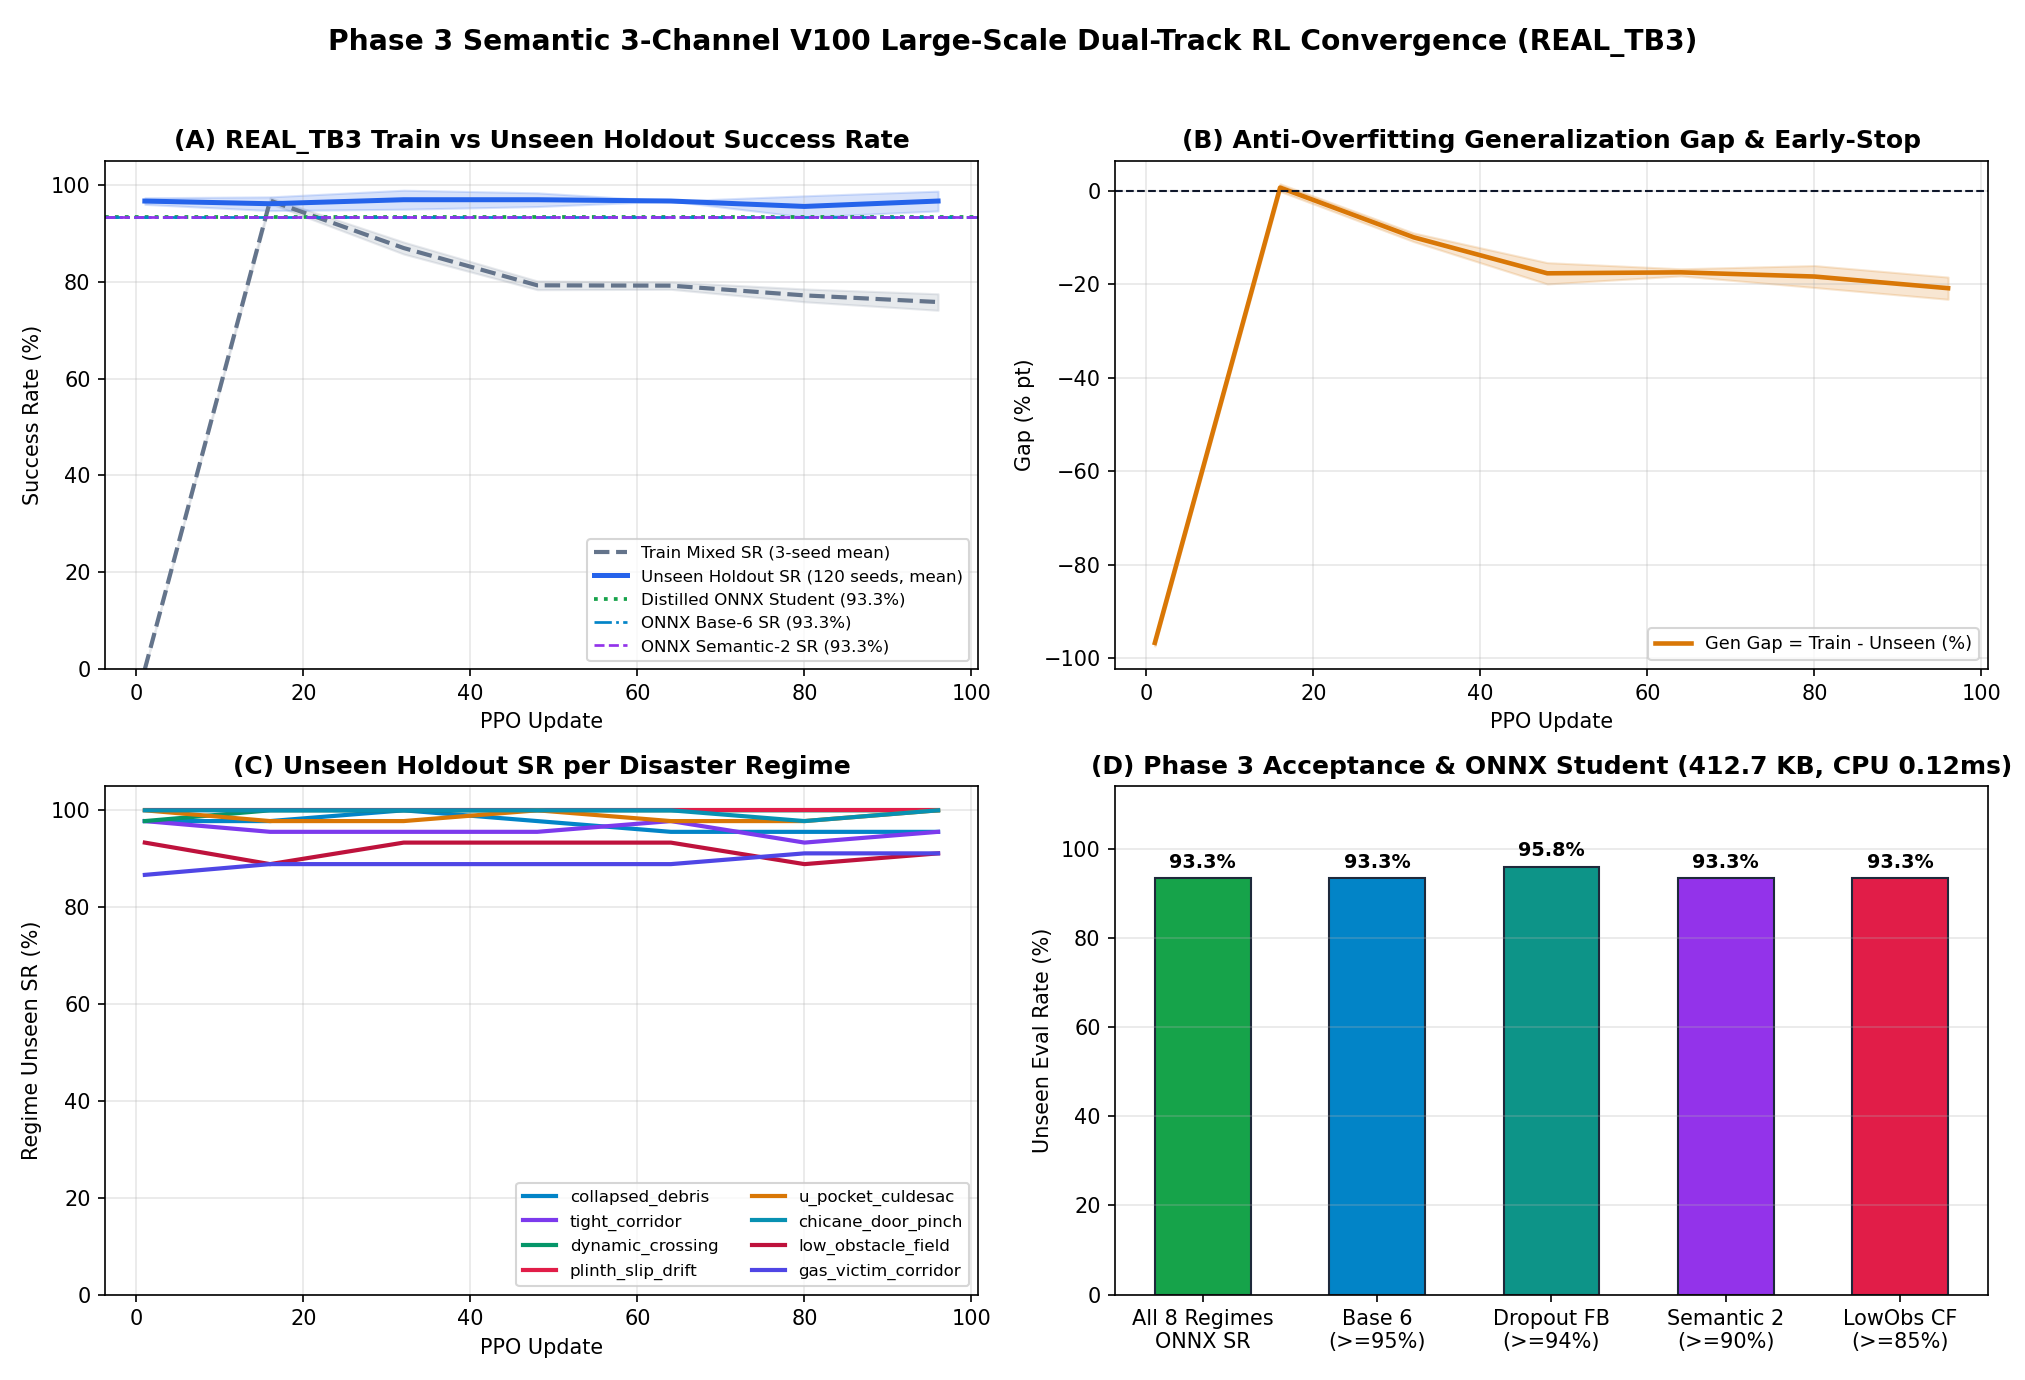 Phase 3 Semantic 3-Channel V100 Large-Scale Dual-Track RL Convergence (REAL_TB3)
(A) REAL_TB3 Train vs Unseen Holdout Success Rate
Success Rate (%)
100
80
60
40
20
0
Train Mixed SR (3-seed mean)
Unseen Holdout SR (120 seeds, mean)
Distilled ONNX Student (93.3%)
ONNX Base-6 SR (93.3%)
ONNX Semantic-2 SR (93.3%)
0 20 40 60 80 100
PPO Update
(B) Anti-Overfitting Generalization Gap & Early-Stop
Gap (% pt)
0
−20
−40
−60
−80
−100
Gen Gap = Train - Unseen (%)
0 20 40 60 80 100
PPO Update
(C) Unseen Holdout SR per Disaster Regime
Regime Unseen SR (%)
100
80
60
40
20
0
collapsed_debris
tight_corridor
dynamic_crossing
plinth_slip_drift
u_pocket_culdesac
chicane_door_pinch
low_obstacle_field
gas_victim_corridor
0 20 40 60 80 100
PPO Update
(D) Phase 3 Acceptance & ONNX Student (412.7 KB, CPU 0.12ms)
Unseen Eval Rate (%)
100
80
60
40
20
0
93.3% 93.3% 95.8% 93.3% 93.3%
All 8 Regimes
ONNX SR
Base 6
(>=95%)
Dropout FB
(>=94%)
Semantic 2
(>=90%)
LowObs CF
(>=85%)